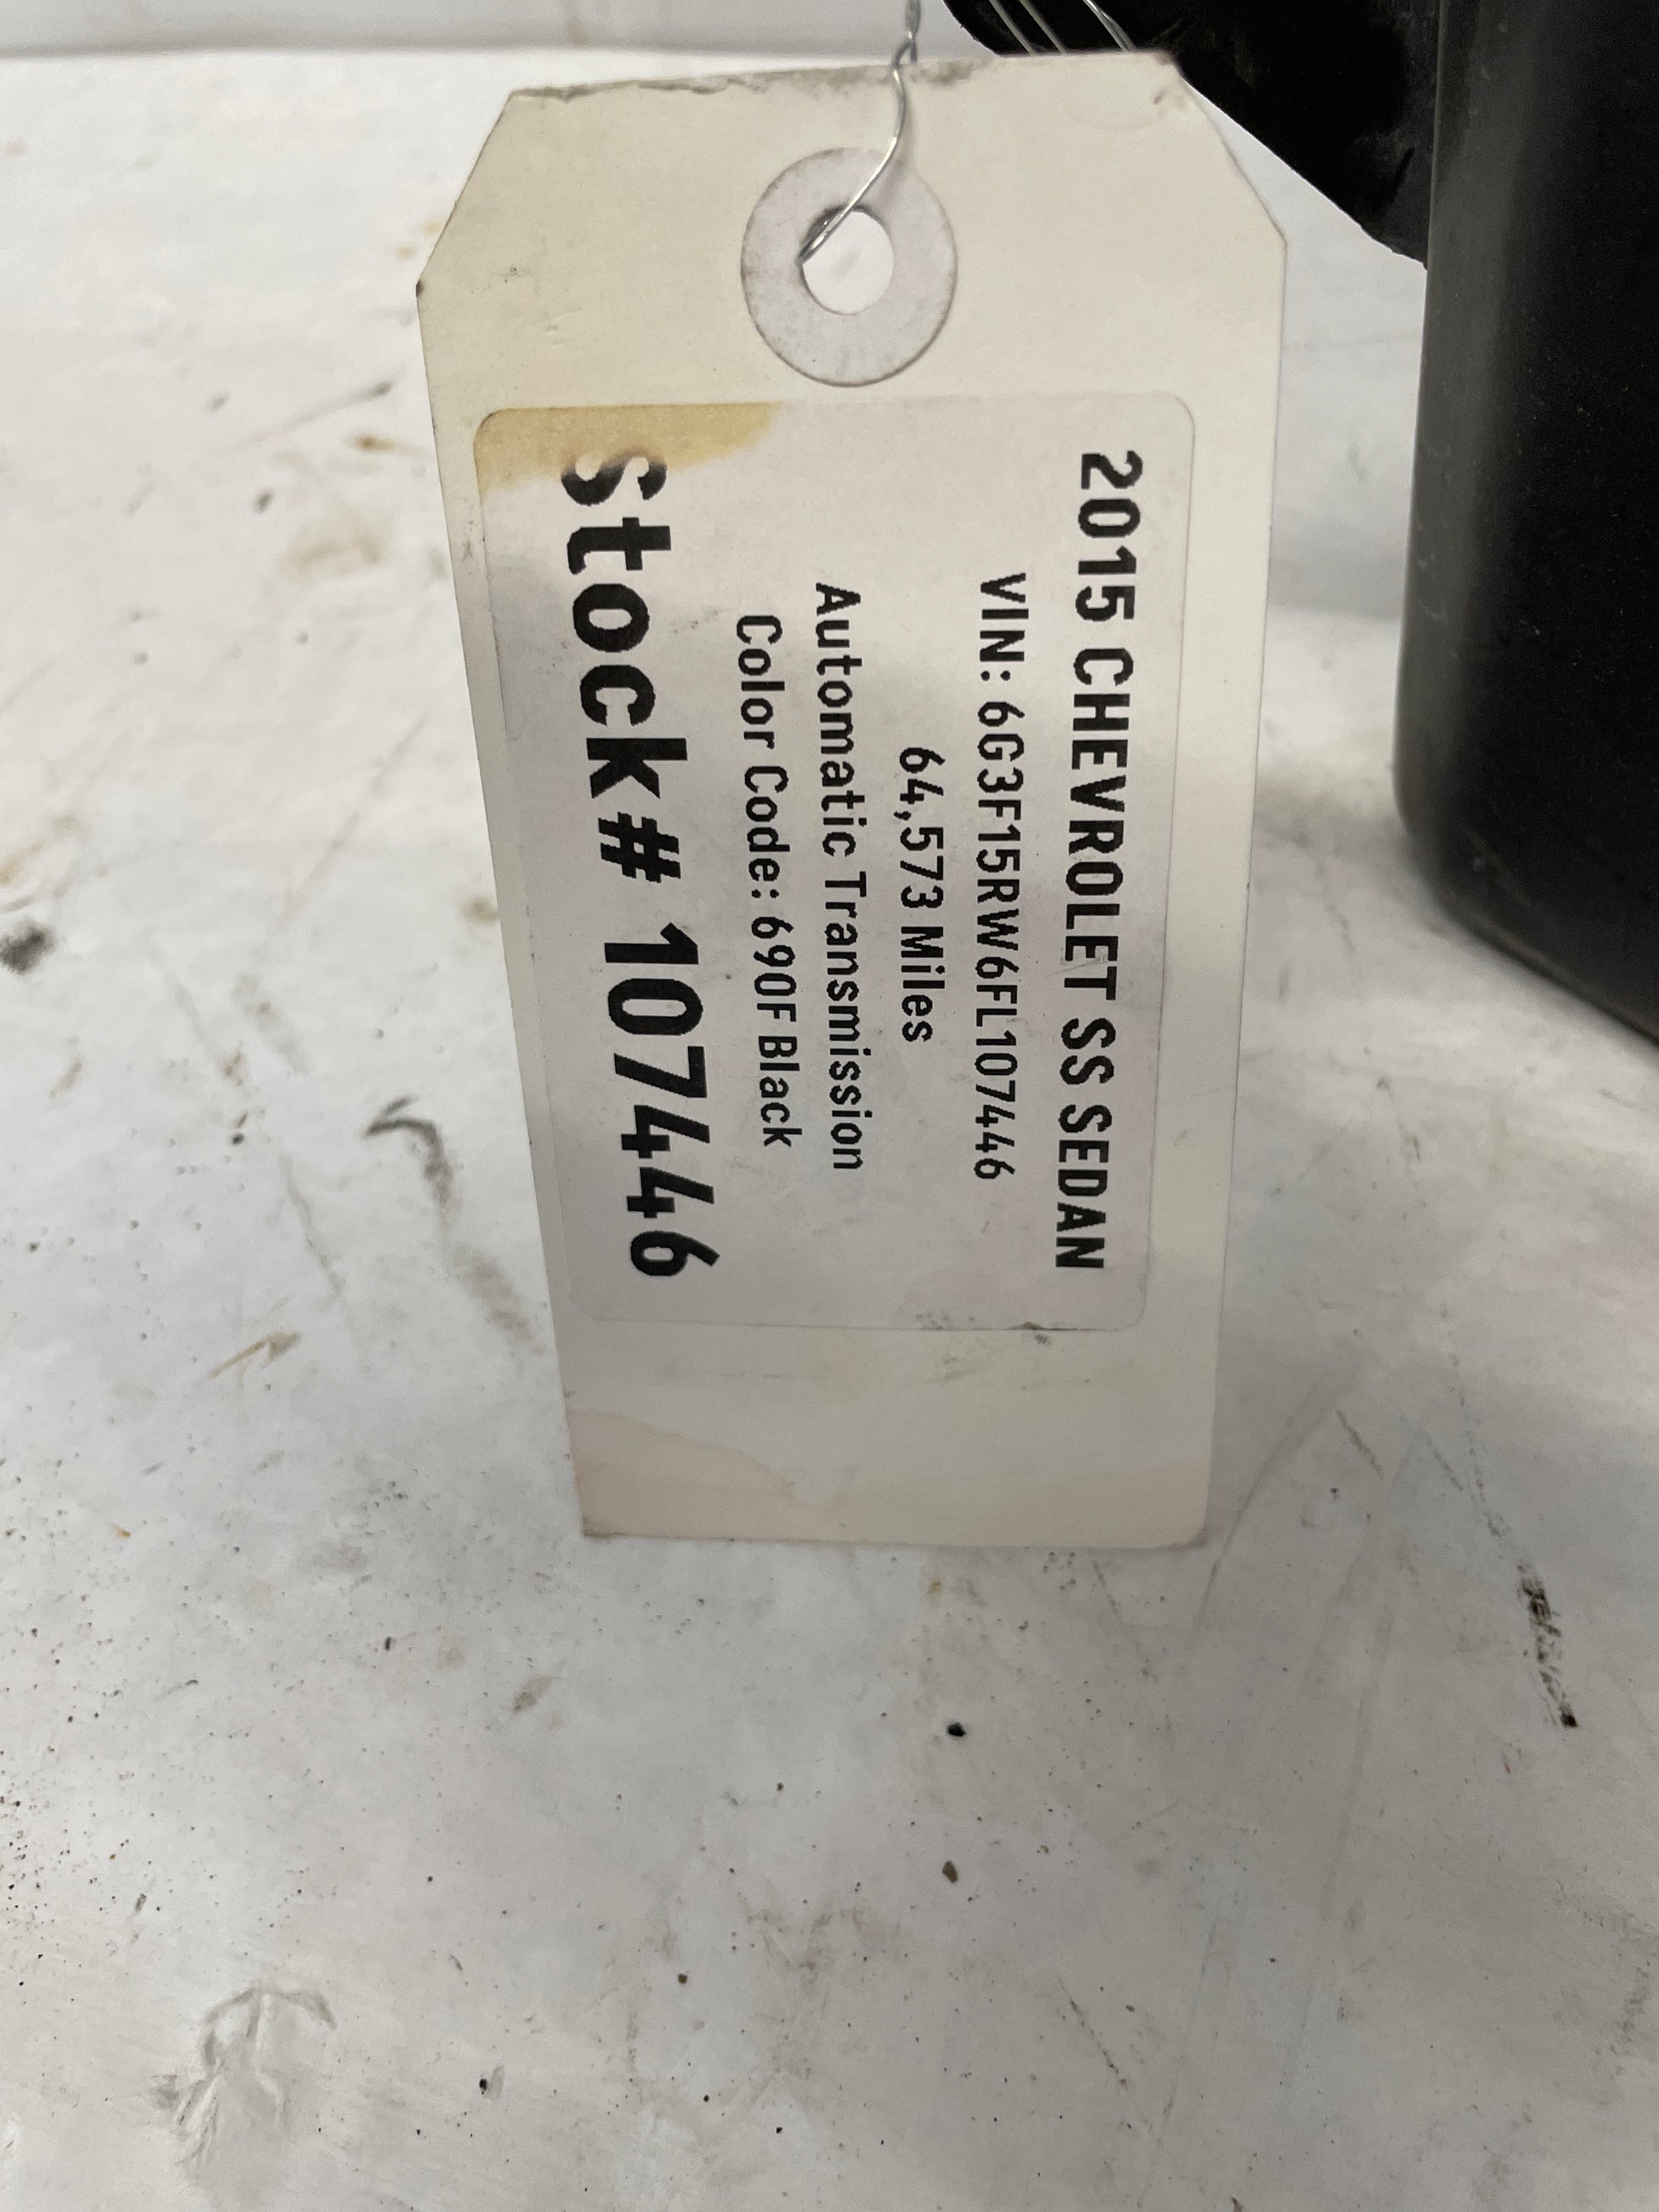 2015 CHEVROLET SS SEDAN
VIN: 6G3F15RW6FL107446
64,573 Miles
Automatic Transmission
Color Code: 690F Black
Stock# 107446